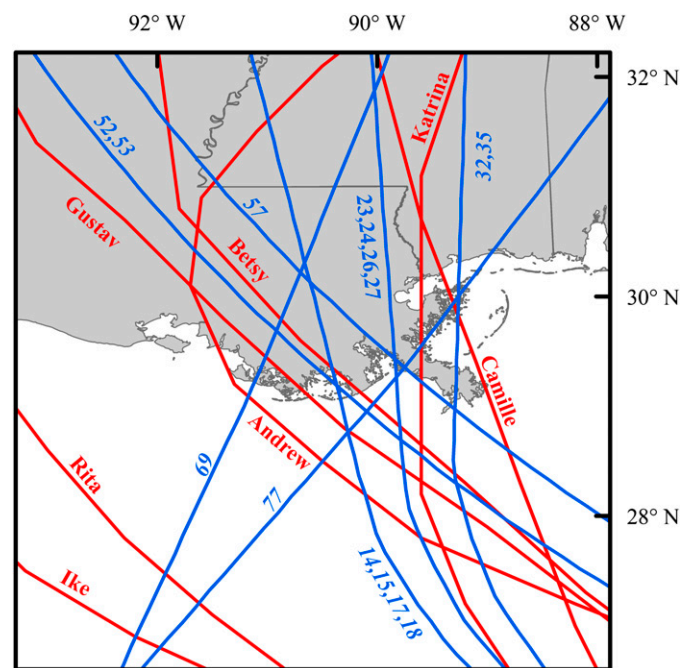 92° W
90° W
88° W
32° N
Katrina
52,53
32,35
57
Gustav
23,24,26,27
Betsy
30° N
Camille
Andrew
69
Rita
77
28° N
14,15,17,18
Ike